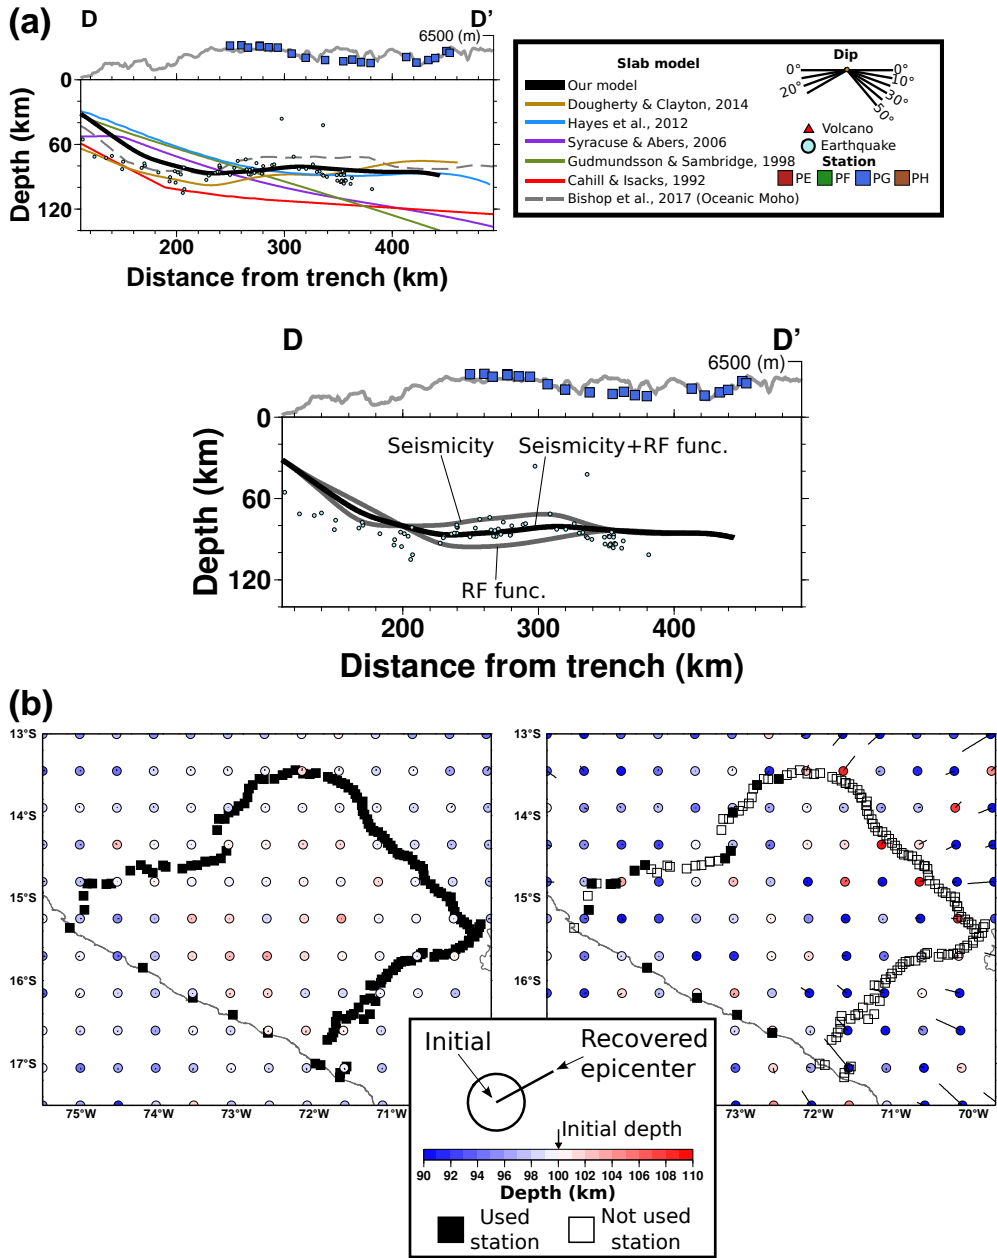 (a)
D
D’
6500 (m)
0
60
120
Depth (km)
200
400
Distance from trench (km)
Slab model
Our model
Dougherty & Clayton, 2014
Hayes et al., 2012
Syracuse & Abers, 2006
Gudmundsson & Sambridge, 1998
Cahill & Isacks, 1992
Bishop et al., 2017 (Oceanic Moho)
Dip
0°
20°
0°
10°
30°
50°
Volcano
Earthquake
Station
PE
PF
PG
PH
D
D’
6500 (m)
0
60
120
Depth (km)
Seismicity
Seismicity+RF func.
RF func.
200
300
400
Distance from trench (km)
(b)
13°S
14°S
15°S
16°S
17°S
75°W
74°W
73°W
72°W
71°W
13°S
14°S
15°S
16°S
17°S
73°W
72°W
71°W
70°W
Initial
Recovered
epicenter
Initial depth
90
92
94
96
98
100
102
104
106
108
110
Depth (km)
Used
station
Not used
station